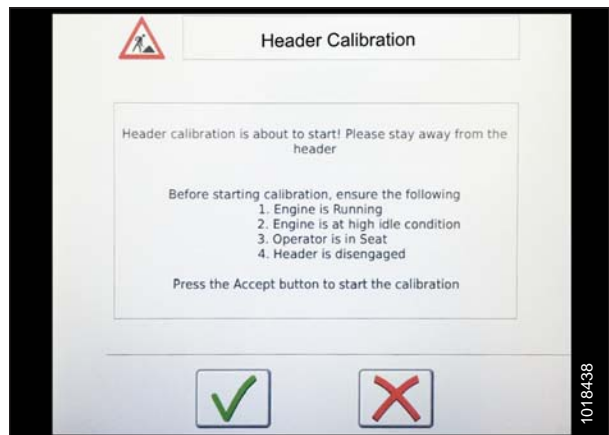 Header Calibration
Header calibration is about to start! Please stay away from the
header
Before starting calibration, ensure the following
1. Engine is Running
2. Engine is at high idle condition
3. Operator is in Seat
4. Header is disengaged
Press the Accept button to start the calibration
1018438